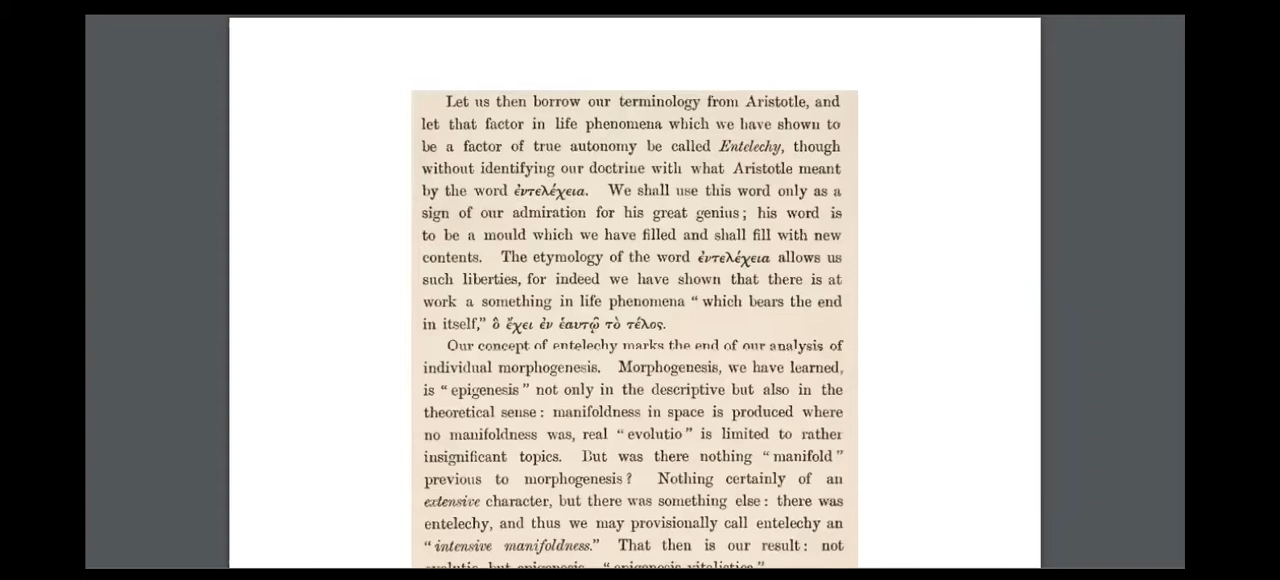 Let us then borrow our terminology from Aristotle, and
let that factor in life phenomena which we have shown to
be a factor of true autonomy be called Entelechy, though
without identifying our doctrine with what Aristotle meant
by the word ἐντελέχεια. We shall use this word only as a
sign of our admiration for his great genius; his word is
to be a mould which we have filled and shall fill with new
contents. The etymology of the word ἐντελέχεια allows us
such liberties, for indeed we have shown that there is at
work a something in life phenomena “which bears the end
in itself,” ὃ ἔχει ἐν ἑαυτῷ τὸ τέλος.
Our concept of entelechy marks the end of our analysis of
individual morphogenesis. Morphogenesis, we have learned,
is “epigenesis” not only in the descriptive but also in the
theoretical sense: manifoldness in space is produced where
no manifoldness was, real “evolutio” is limited to rather
insignificant topics. But was there nothing “manifold”
previous to morphogenesis? Nothing certainly of an
extensive character, but there was something else: there was
entelechy, and thus we may provisionally call entelechy an
“intensive manifoldness.” That then is our result: not
evolutio, but epigenesis “epigenesis vitalistica”